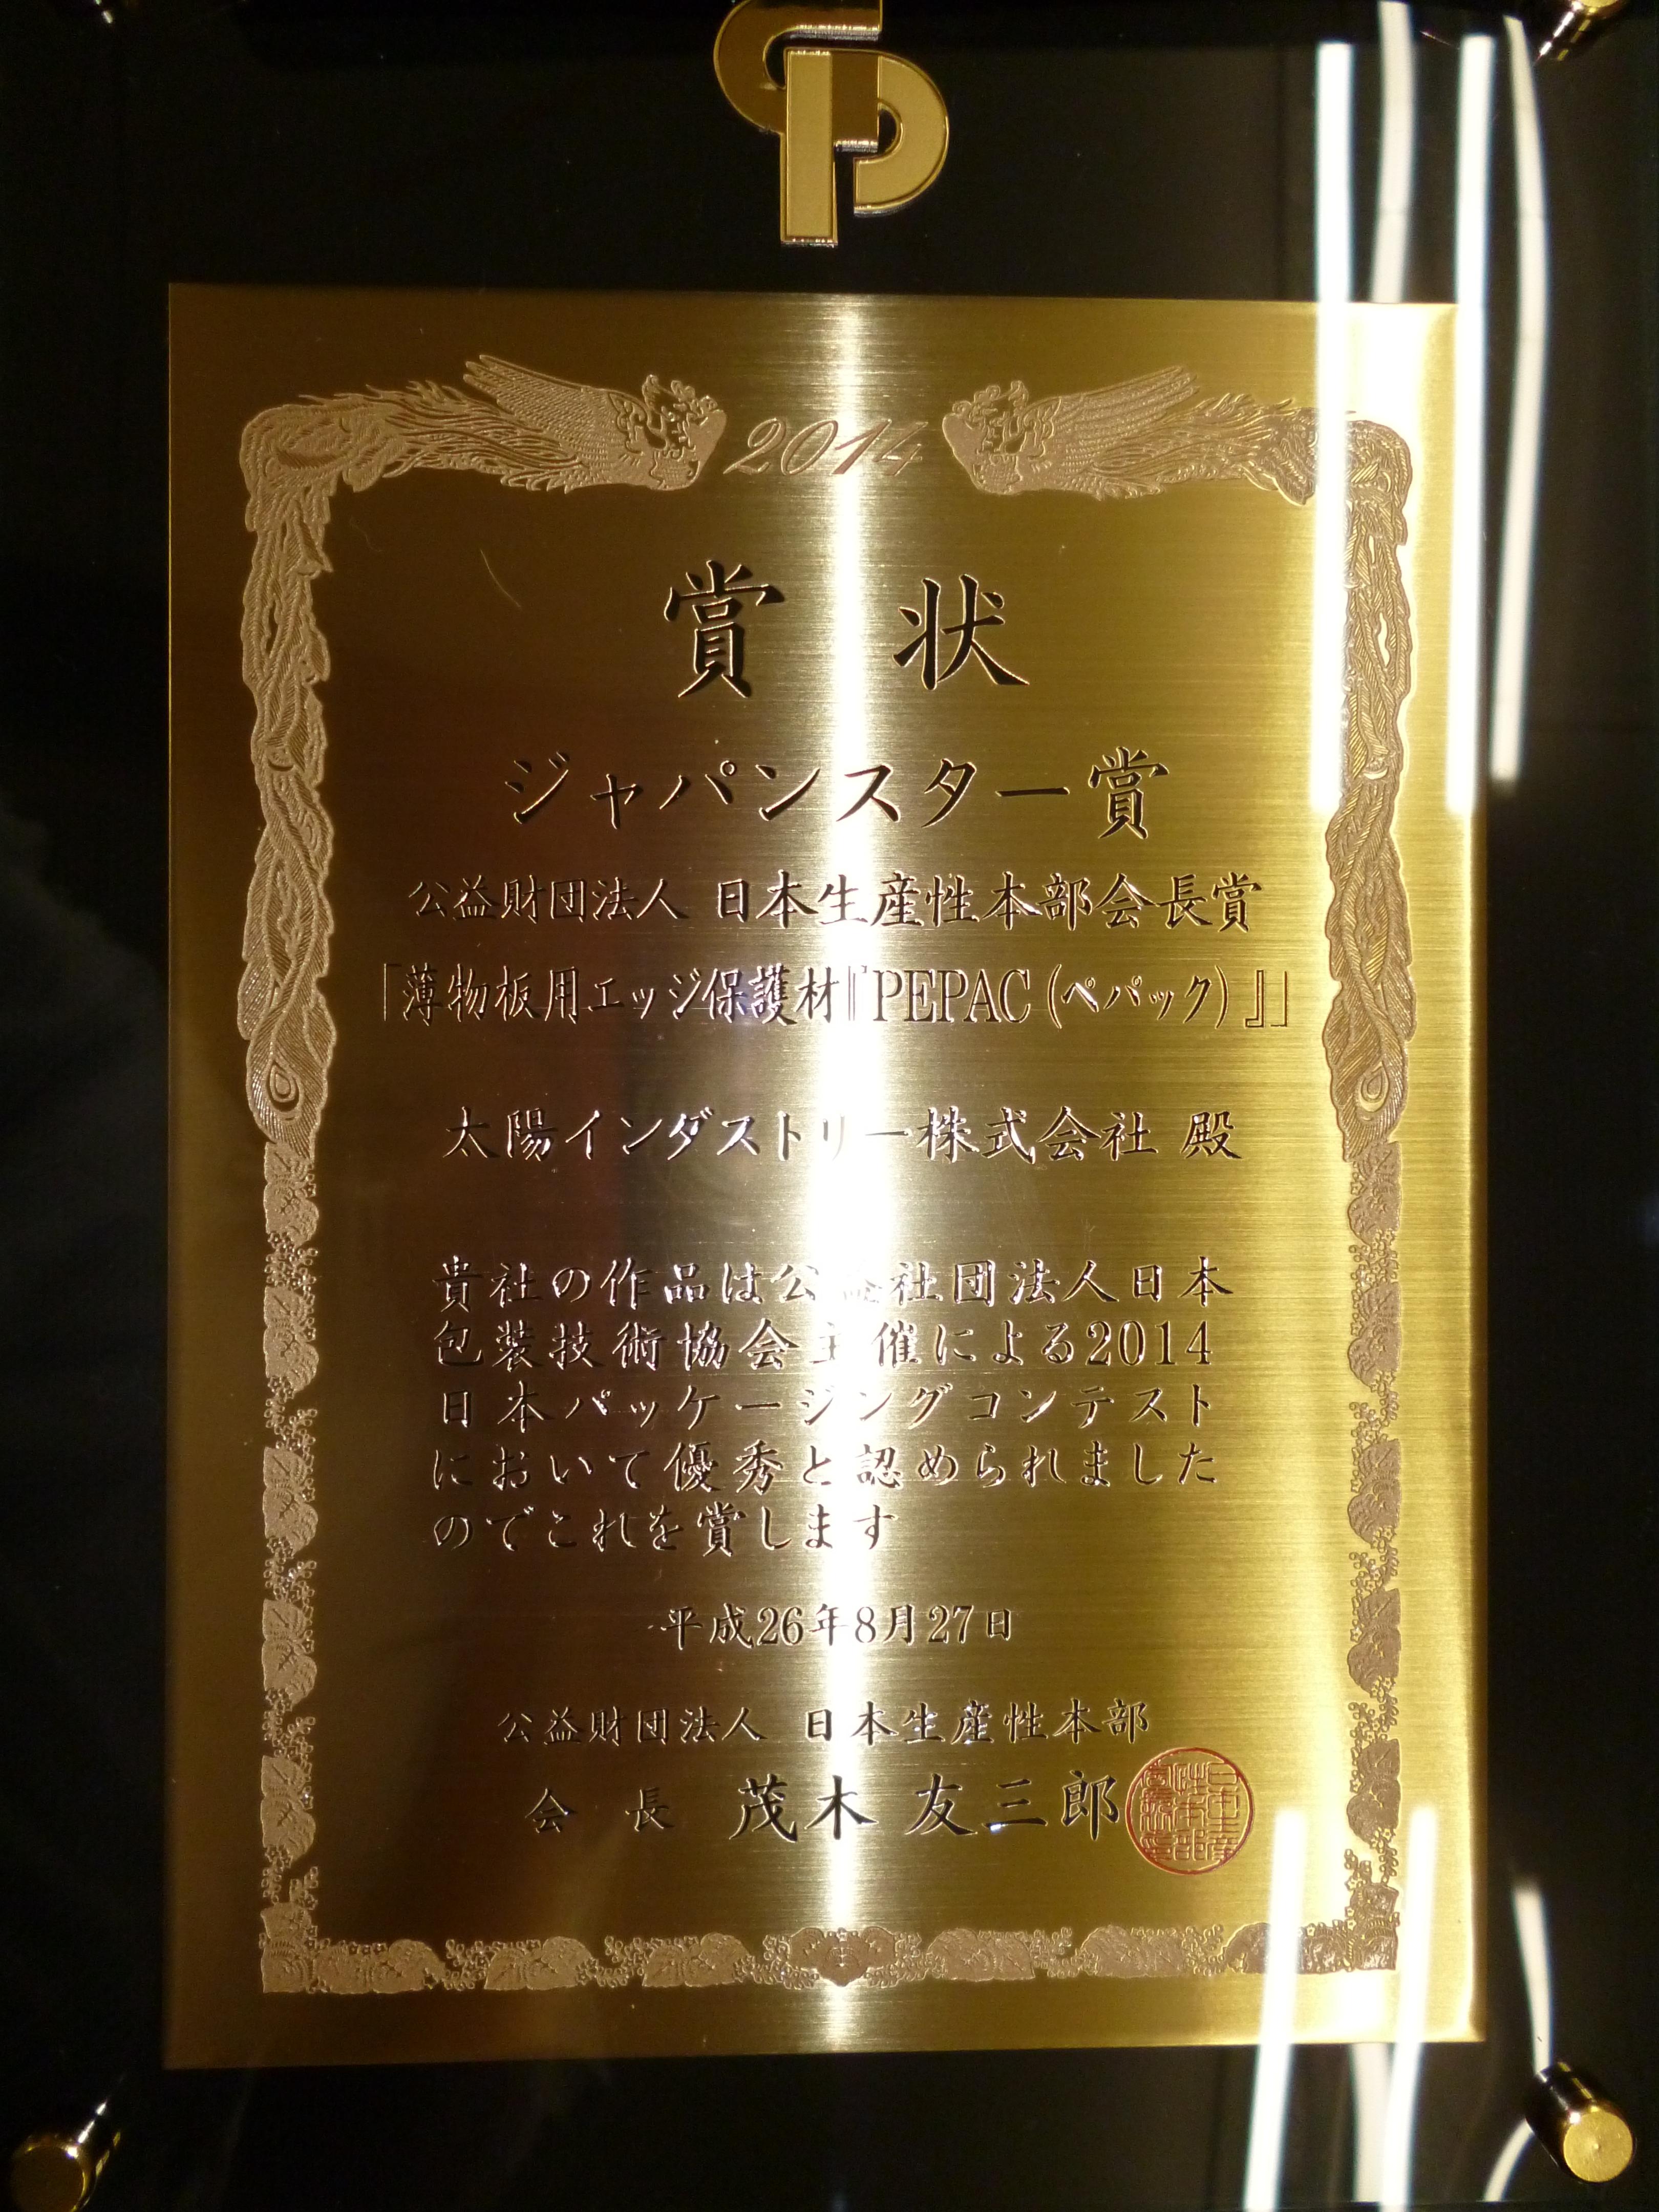 2014
賞状
ジャパンスター賞
公益財団法人 日本生産性本部会長賞
「薄物板用エッジ保護材『PEPAC(ペパック)』」
太陽インダストリー株式会社 殿
貴社の作品は公益社団法人日本
包装技術協会主催による2014
日本パッケージングコンテスト
において優秀と認められました
のでこれを賞します
平成26年8月27日
公益財団法人 日本生産性本部
会長 茂木 友三郎